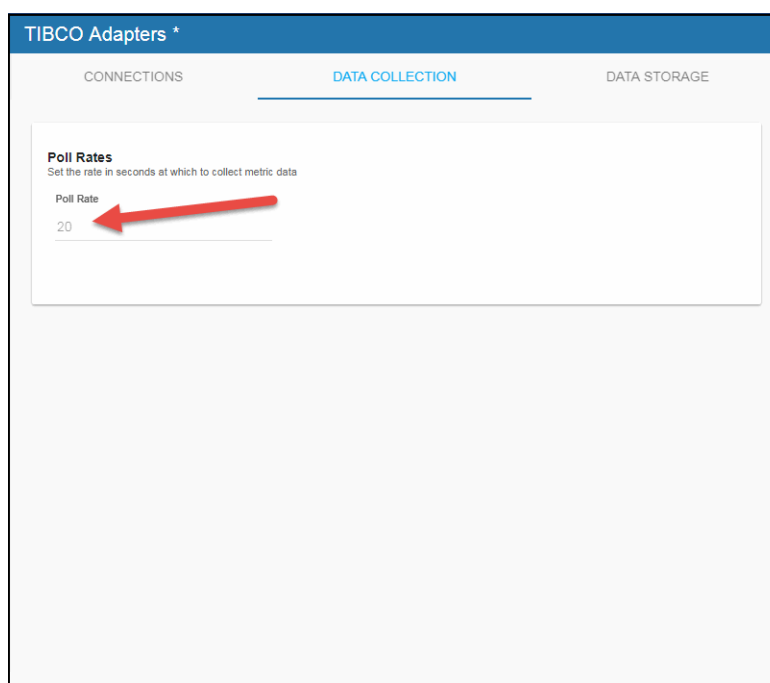 TIBCO Adapters *
CONNECTIONS DATA COLLECTION DATA STORAGE
Poll Rates
Set the rate in seconds at which to collect metric data
Poll Rate
20